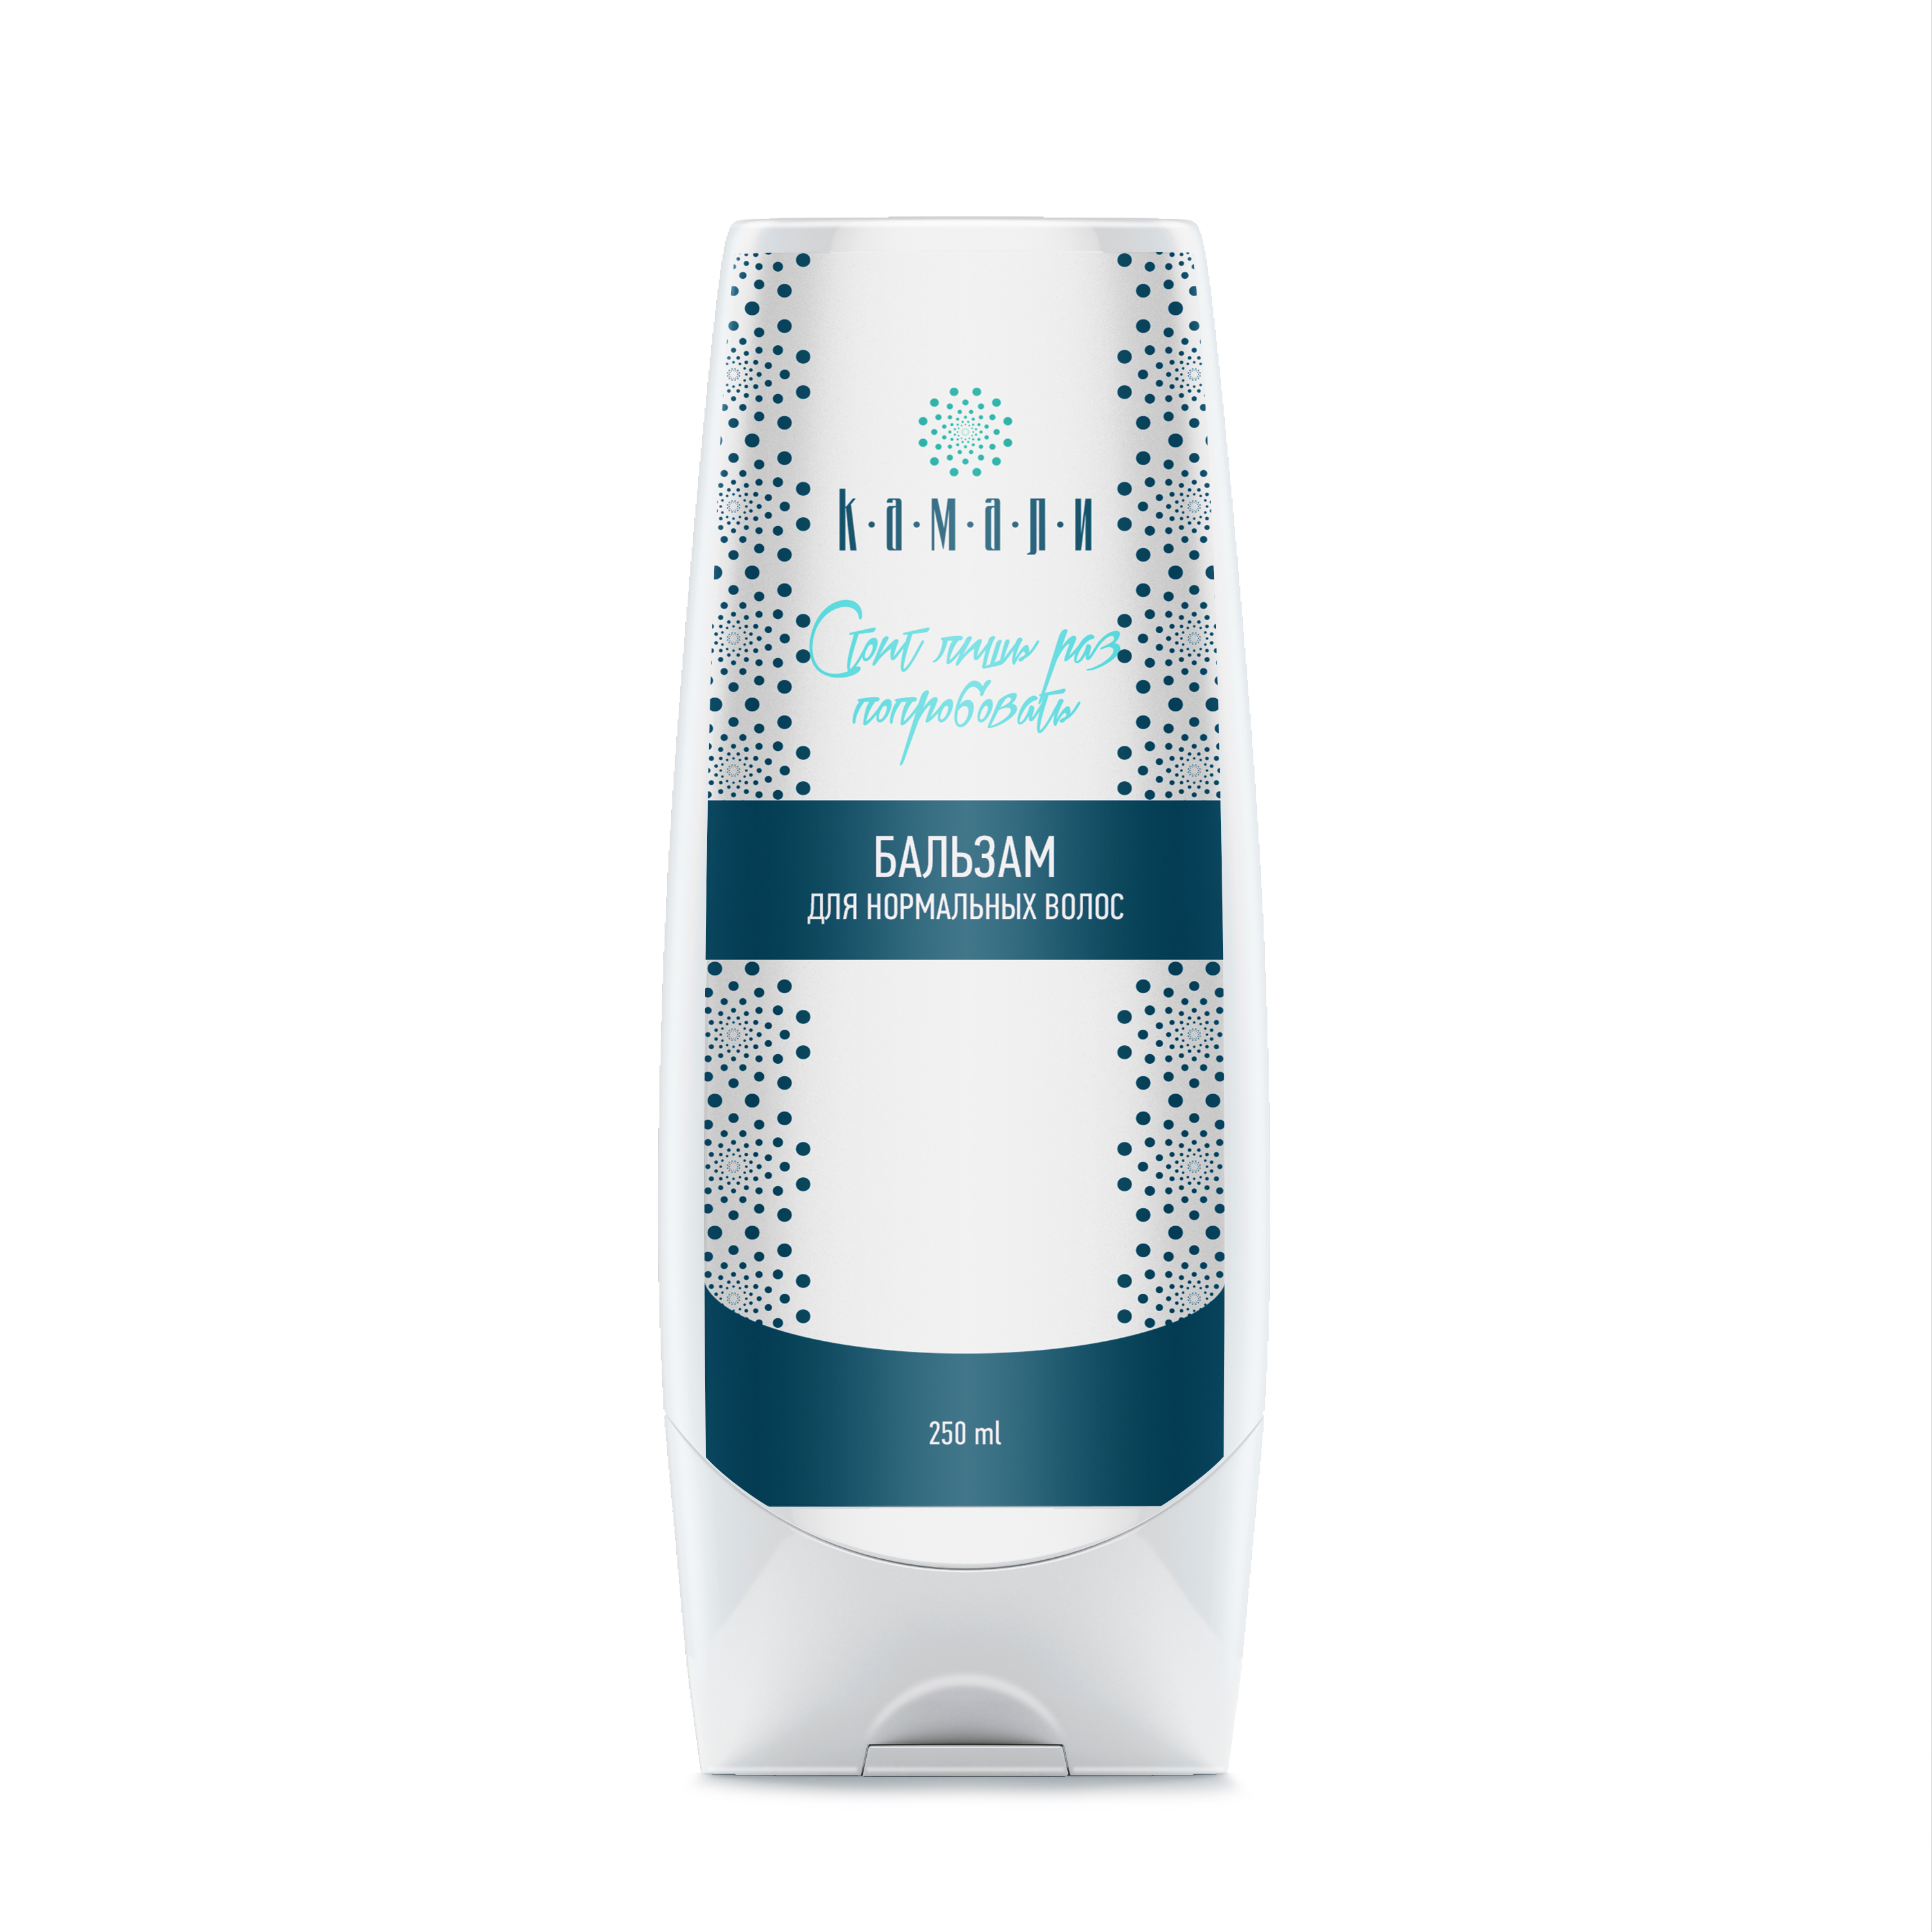 к·а·м·а·л·и
Стоит лишь раз
попробовать
БАЛЬЗАМ
ДЛЯ НОРМАЛЬНЫХ ВОЛОС
250 ml